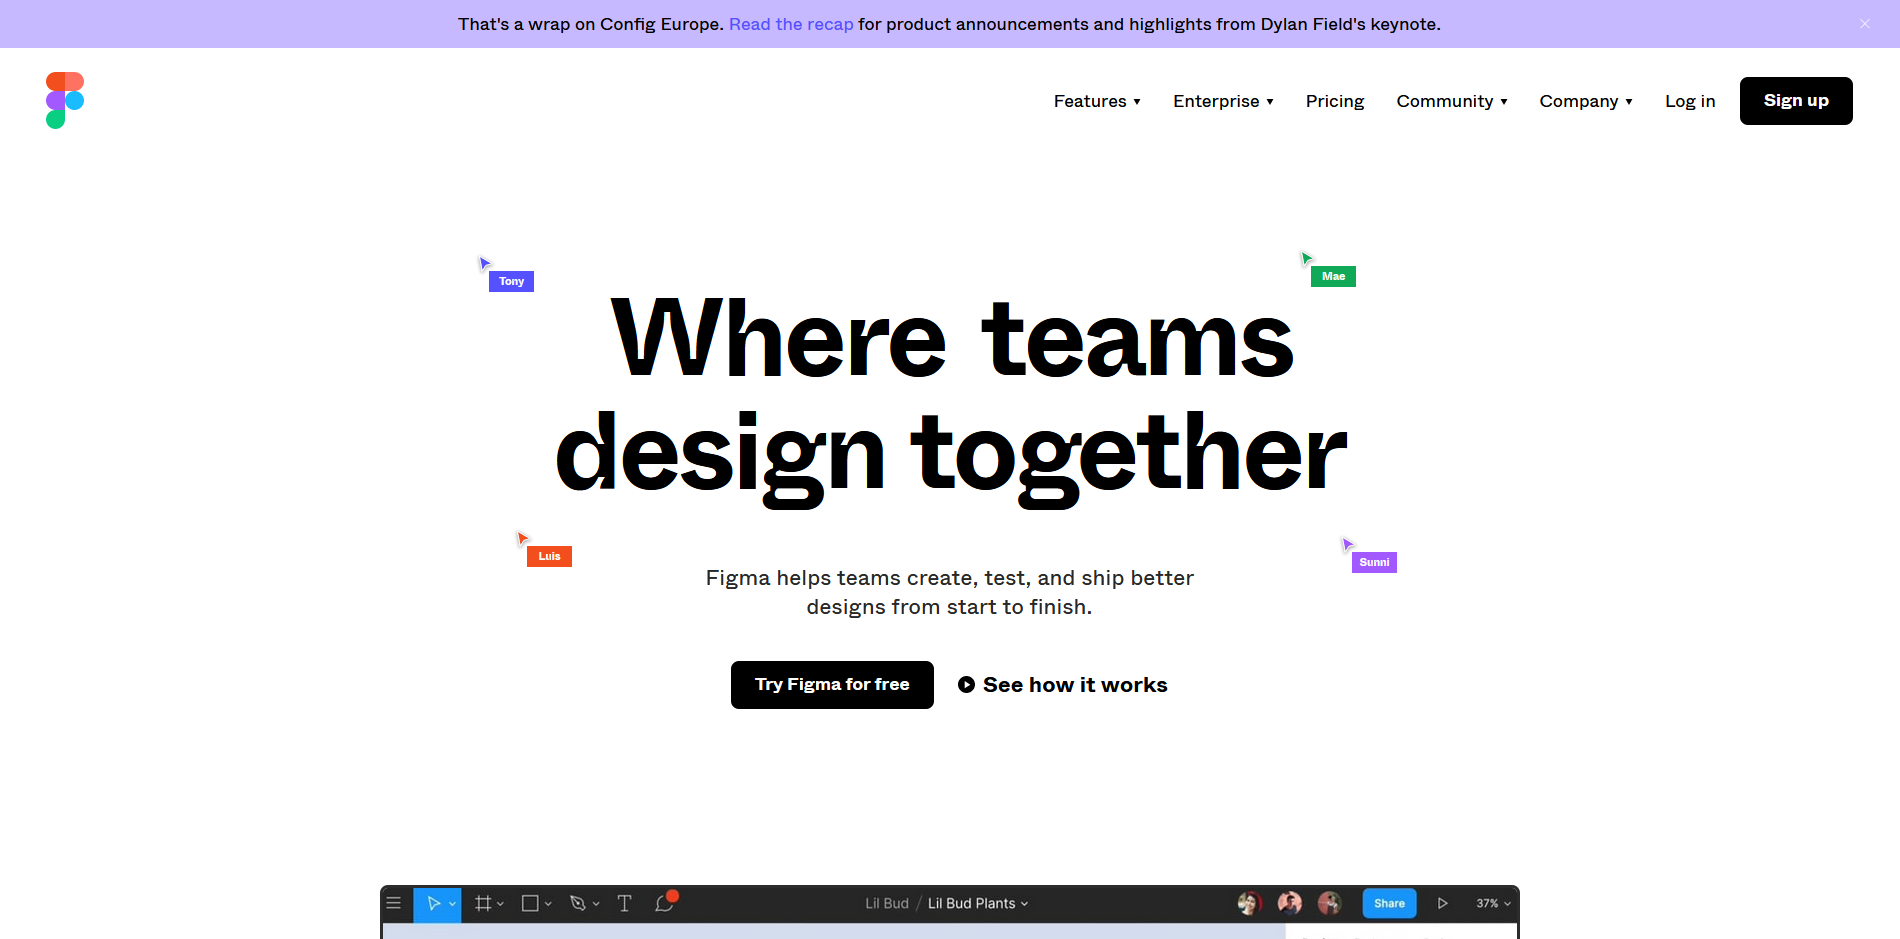 That's a wrap on Config Europe. Read the recap for product announcements and highlights from Dylan Field's keynote.
Features Enterprise Pricing Community Company Log in Sign up
Tony
Mae
Where teams
design together
Luis
Sunni
Figma helps teams create, test, and ship better
designs from start to finish.
Try Figma for free See how it works
Lil Bud / Lil Bud Plants Share 37%